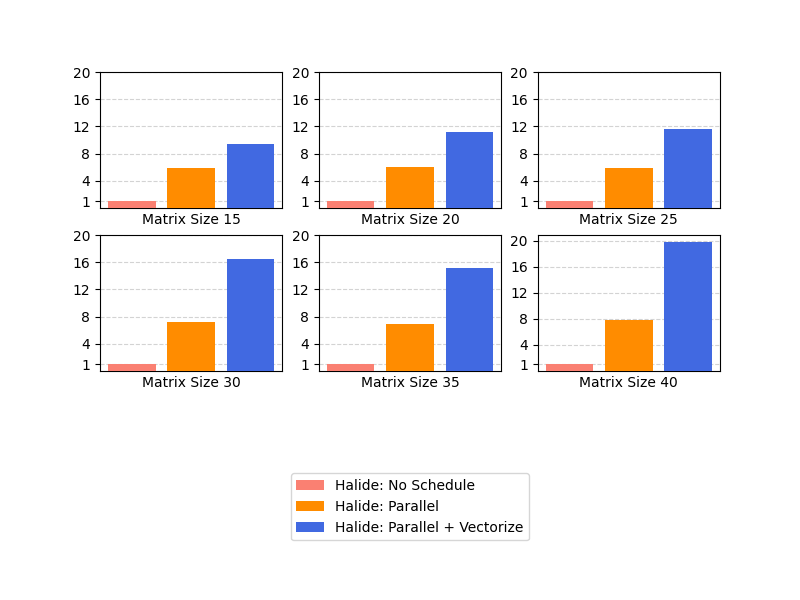 20 16 12 8 4 1
20 16 12 8 4 1
20 16 12 8 4 1
Matrix Size 15
Matrix Size 20
Matrix Size 25
20 16 12 8 4 1
20 16 12 8 4 1
20 16 12 8 4 1
Matrix Size 30
Matrix Size 35
Matrix Size 40
Halide: No Schedule
Halide: Parallel
Halide: Parallel + Vectorize